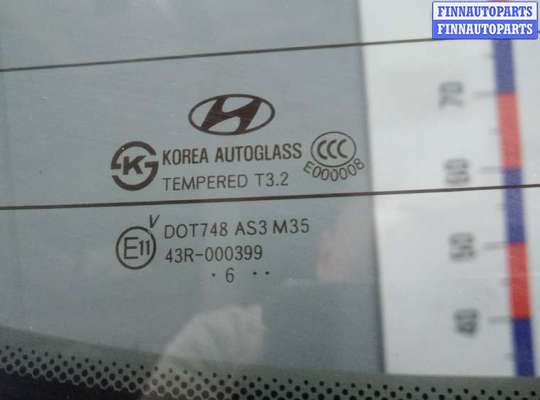 FINNAUTOPARTS
FINNAUTOPARTS
70
KS KOREA AUTOGLASS CCC
TEMPERED T3.2 E000008
60
V
E11 DOT748 AS3 M35
43R-000399
50
· 6 ··
40